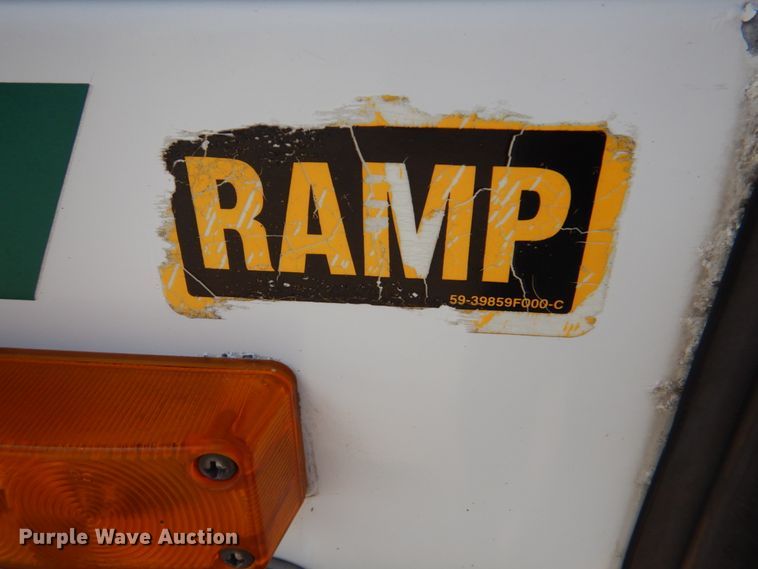 RAMP
59-39859F000-C
Purple Wave Auction